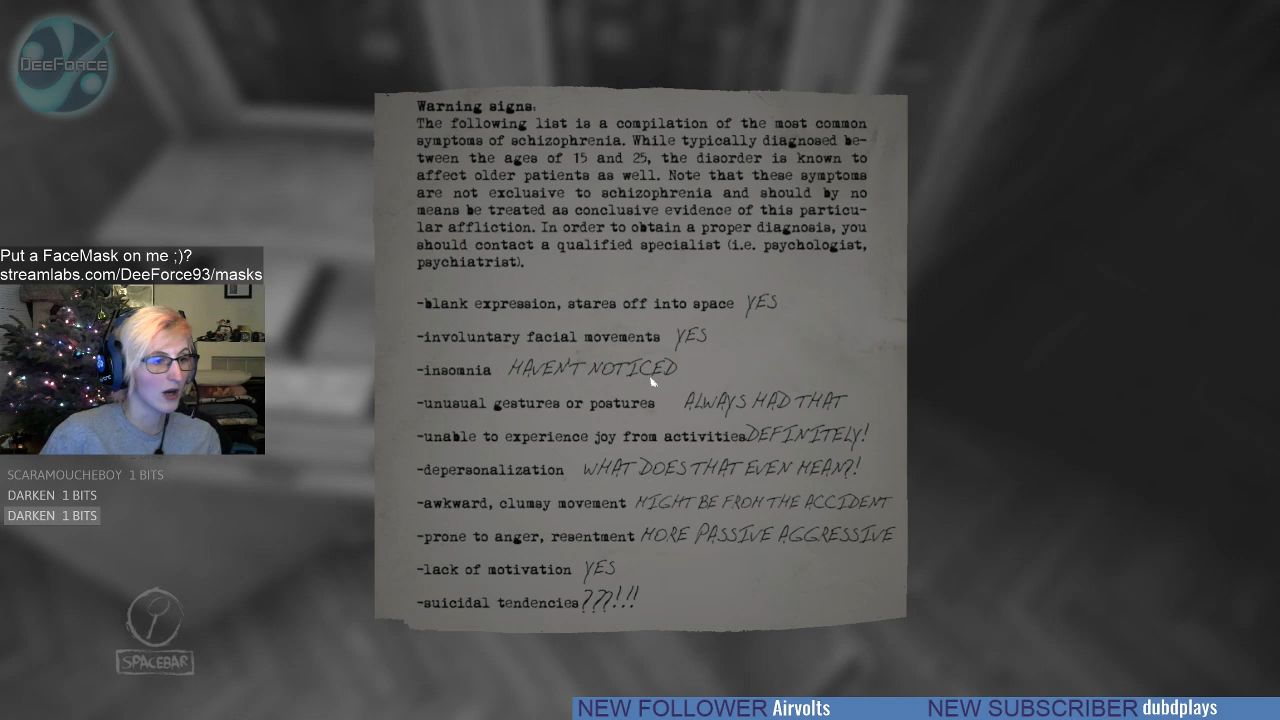 DEEFORCE
Warning signs:
The following list is a compilation of the most common
symptoms of schizophrenia. While typically diagnosed be-
tween the ages of 15 and 25, the disorder is known to
affect older patients as well. Note that these symptoms
are not exclusive to schizophrenia and should by no
means be treated as conclusive evidence of this particu-
lar affliction. In order to obtain a proper diagnosis, you
should contact a qualified specialist (i.e. psychologist,
psychiatrist).
-blank expression, stares off into space YES
-involuntary facial movements YES
-insomnia HAVEN'T NOTICED
-unusual gestures or postures ALWAYS HAD THAT
-unable to experience joy from activities DEFINITELY!
-depersonalization WHAT DOES THAT EVEN MEAN?!
-awkward, clumsy movement MIGHT BE FROM THE ACCIDENT
-prone to anger, resentment MORE PASSIVE AGGRESSIVE
-lack of motivation YES
-suicidal tendencies ???!!!
Put a FaceMask on me ;)?
streamlabs.com/DeeForce93/masks
SCARAMOUCHEBOY 1 BITS
DARKEN 1 BITS
DARKEN 1 BITS
SPACEBAR
NEW FOLLOWER Airvolts
NEW SUBSCRIBER dubdplays